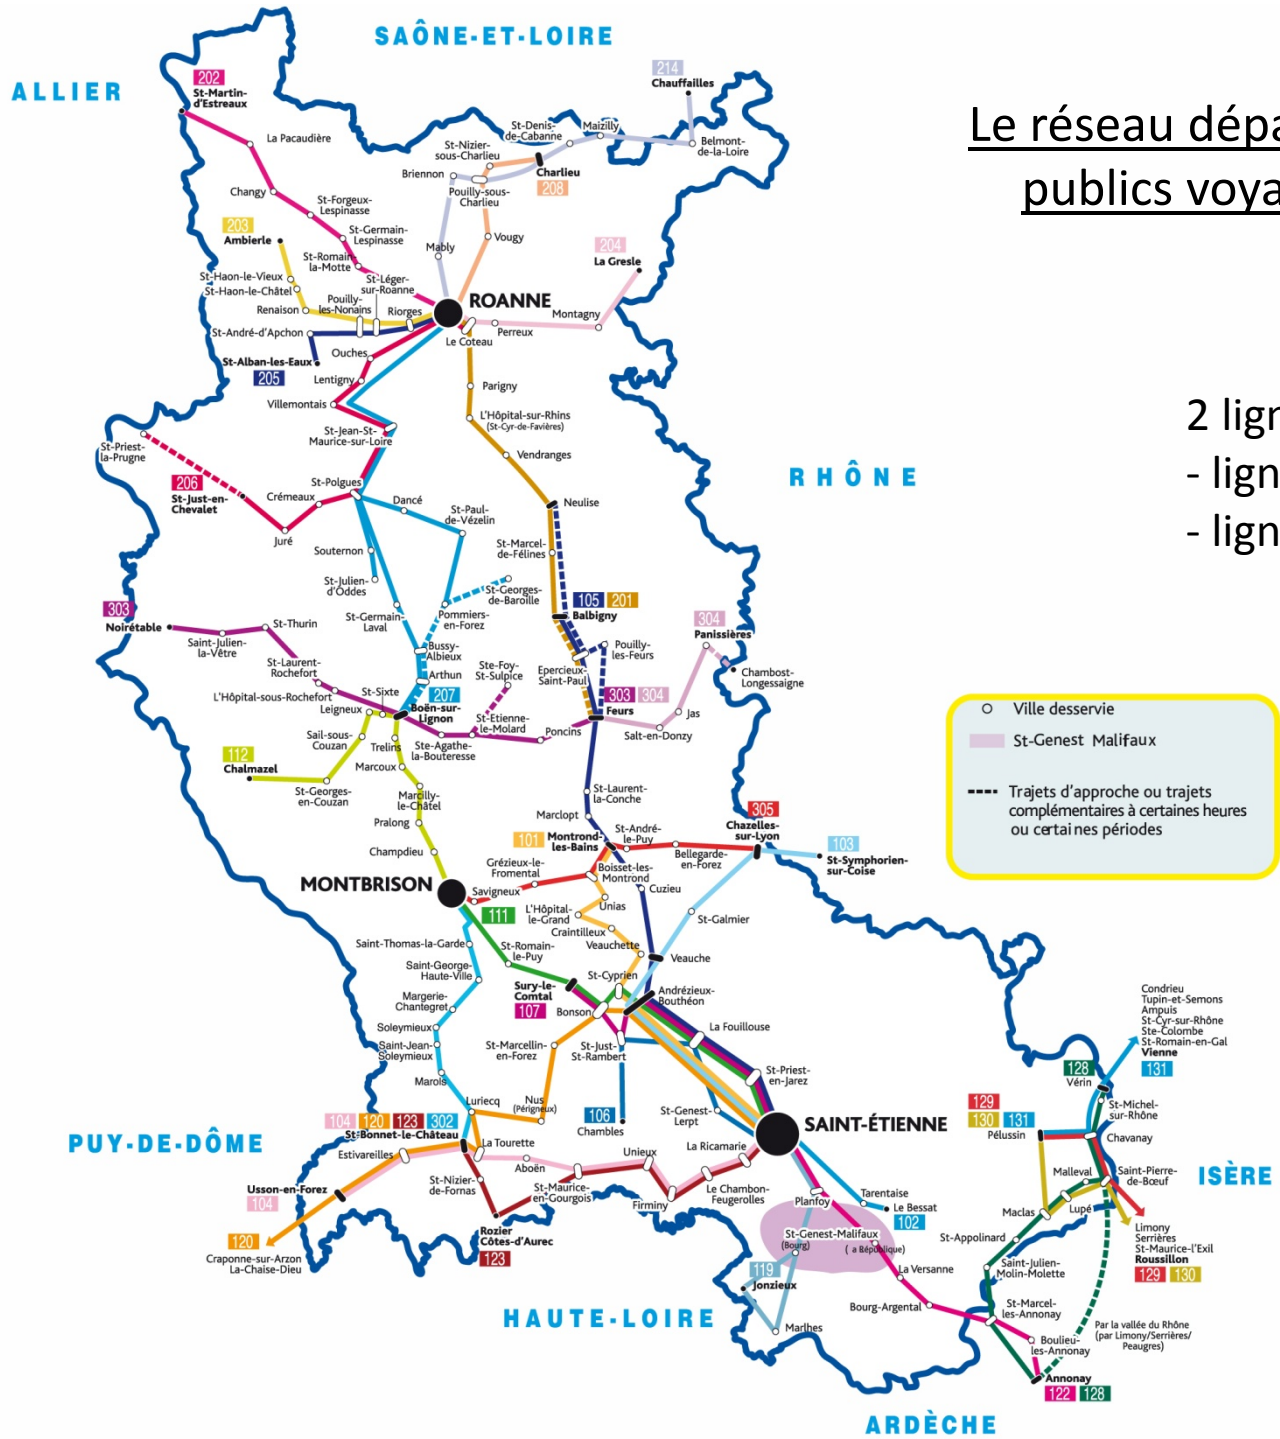 SAÔNE-ET-LOIRE
ALLIER
202
St-Martin-
d'Estreaux
214
Chauffailles
La Pacaudière
St-Denis-
de-Cabanne
Maizilly
Belmont-
de-la-Loire
St-Nizier-
sous-Charlieu
Charlieu
208
Briennon
Pouilly-sous-
Charlieu
Changy
St-Forgeux-
Lespinasse
203
Ambierle
St-Germain-
Lespinasse
Mably
Vougy
204
La Gresle
St-Romain-
la-Motte
St-Haon-le-Vieux
St-Haon-le-Châtel
St-Léger-
sur-Roanne
Pouilly-
les-Nonains
Renaison
Riorges
ROANNE
Montagny
Perreux
St-André-d'Apchon
Le Coteau
Ouches
St-Alban-les-Eaux
205
Lentigny
Parigny
Villemontais
L'Hôpital-sur-Rhins
(St-Cyr-de-Favières)
St-Jean-St-
Maurice-sur-Loire
St-Priest-
la-Prugne
Vendranges
206
St-Just-en-
Chevalet
Crémeaux
St-Polgues
Dancé
Neulise
St-Paul-
de-Vézelin
Juré
Souternon
St-Marcel-
de-Félines
St-Julien-
d'Oddes
St-Georges-
de-Baroille
RHÔNE
303
Noirétable
St-Thurin
Saint-Julien-
la-Vêtre
St-Germain-
Laval
Pommiers-
en-Forez
105
201
Balbigny
304
Panissières
Bussy-
Albieux
Pouilly-
les-Feurs
St-Laurent-
Rochefort
Arthun
Ste-Foy-
St-Sulpice
Epercieux-
Saint-Paul
Chambost-
Longessaigne
L'Hôpital-sous-Rochefort
St-Sixte
207
Boën-sur-
Lignon
303
304
Feurs
Leigneux
St-Etienne-
le-Molard
Jas
Sail-sous-
Couzan
Trelins
Ste-Agathe-
la-Bouteresse
Poncins
Salt-en-Donzy
112
Chalmazel
Marcoux
St-Georges-
en-Couzan
Marcilly-
le-Châtel
St-Laurent-
la-Conche
Pralong
Marclopt
305
Chazelles-
sur-Lyon
101
Montrond-
les-Bains
St-André-
le-Puy
Bellegarde-
en-Forez
103
St-Symphorien-
sur-Coise
Champdieu
Grézieux-le-
Fromental
Boisset-les-
Montrond
MONTBRISON
Savigneux
Cuzieu
111
L'Hôpital-
le-Grand
Unias
St-Galmier
Craintilleux
Saint-Thomas-la-Garde
St-Romain-
le-Puy
Veauchette
Veauche
Saint-George-
Haute-Ville
St-Cyprien
Sury-le-
Comtal
107
Andrézieux-
Bouthéon
Margerie-
Chantegret
Bonson
Soleymieux
La Fouillouse
Saint-Jean-
Soleymieux
St-Marcellin-
en-Forez
St-Just-
St-Rambert
Marols
St-Priest-
en-Jarez
Luriecq
Nus
(Périgneux)
106
Chambles
St-Genest-
Lerpt
SAINT-ÉTIENNE
104
120
123
302
St-Bonnet-le-Château
La Tourette
PUY-DE-DÔME
Estivareilles
Aboën
Unieux
La Ricamarie
Usson-en-Forez
104
St-Nizier-
de-Fornas
St-Maurice-
en-Gourgois
Firminy
Le Chambon-
Feugerolles
Planfoy
Tarentaise
Le Bessat
102
120
Craponne-sur-Arzon
La-Chaise-Dieu
Rozier
Côtes-d'Aurec
123
St-Genest-Malifaux
(Bourg)
( a République)
119
Jonzieux
La Versanne
HAUTE-LOIRE
Marlhes
Bourg-Argental
Condrieu
Tupin-et-Semons
Ampuis
St-Cyr-sur-Rhône
Ste-Colombe
St-Romain-en-Gal
Vienne
131
128
Vérin
129
130
131
Pélussin
St-Michel-
sur-Rhône
Chavanay
Malleval
Saint-Pierre-
de-Bœuf
ISÈRE
Maclas
Lupé
Limony
Serrières
St-Maurice-l'Exil
Roussillon
129
130
St-Appolinard
Saint-Julien-
Molin-Molette
St-Marcel-
les-Annonay
Par la vallée du Rhône
(par Limony/Serrières/
Peaugres)
Boulieu-
les-Annonay
Annonay
122
128
ARDÈCHE
Le réseau dépa
publics voya
2 lign
- lign
- lign
Ville desservie
St-Genest Malifaux
Trajets d'approche ou trajets
complémentaires à certaines heures
ou certaines périodes